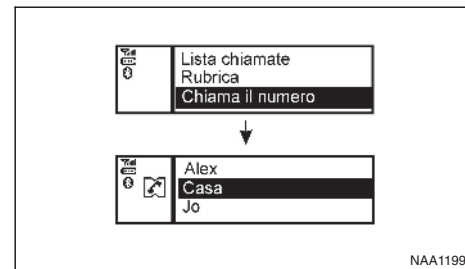 Lista chiamate
Rubrica
Chiama il numero
Alex
Casa
Jo
NAA1199